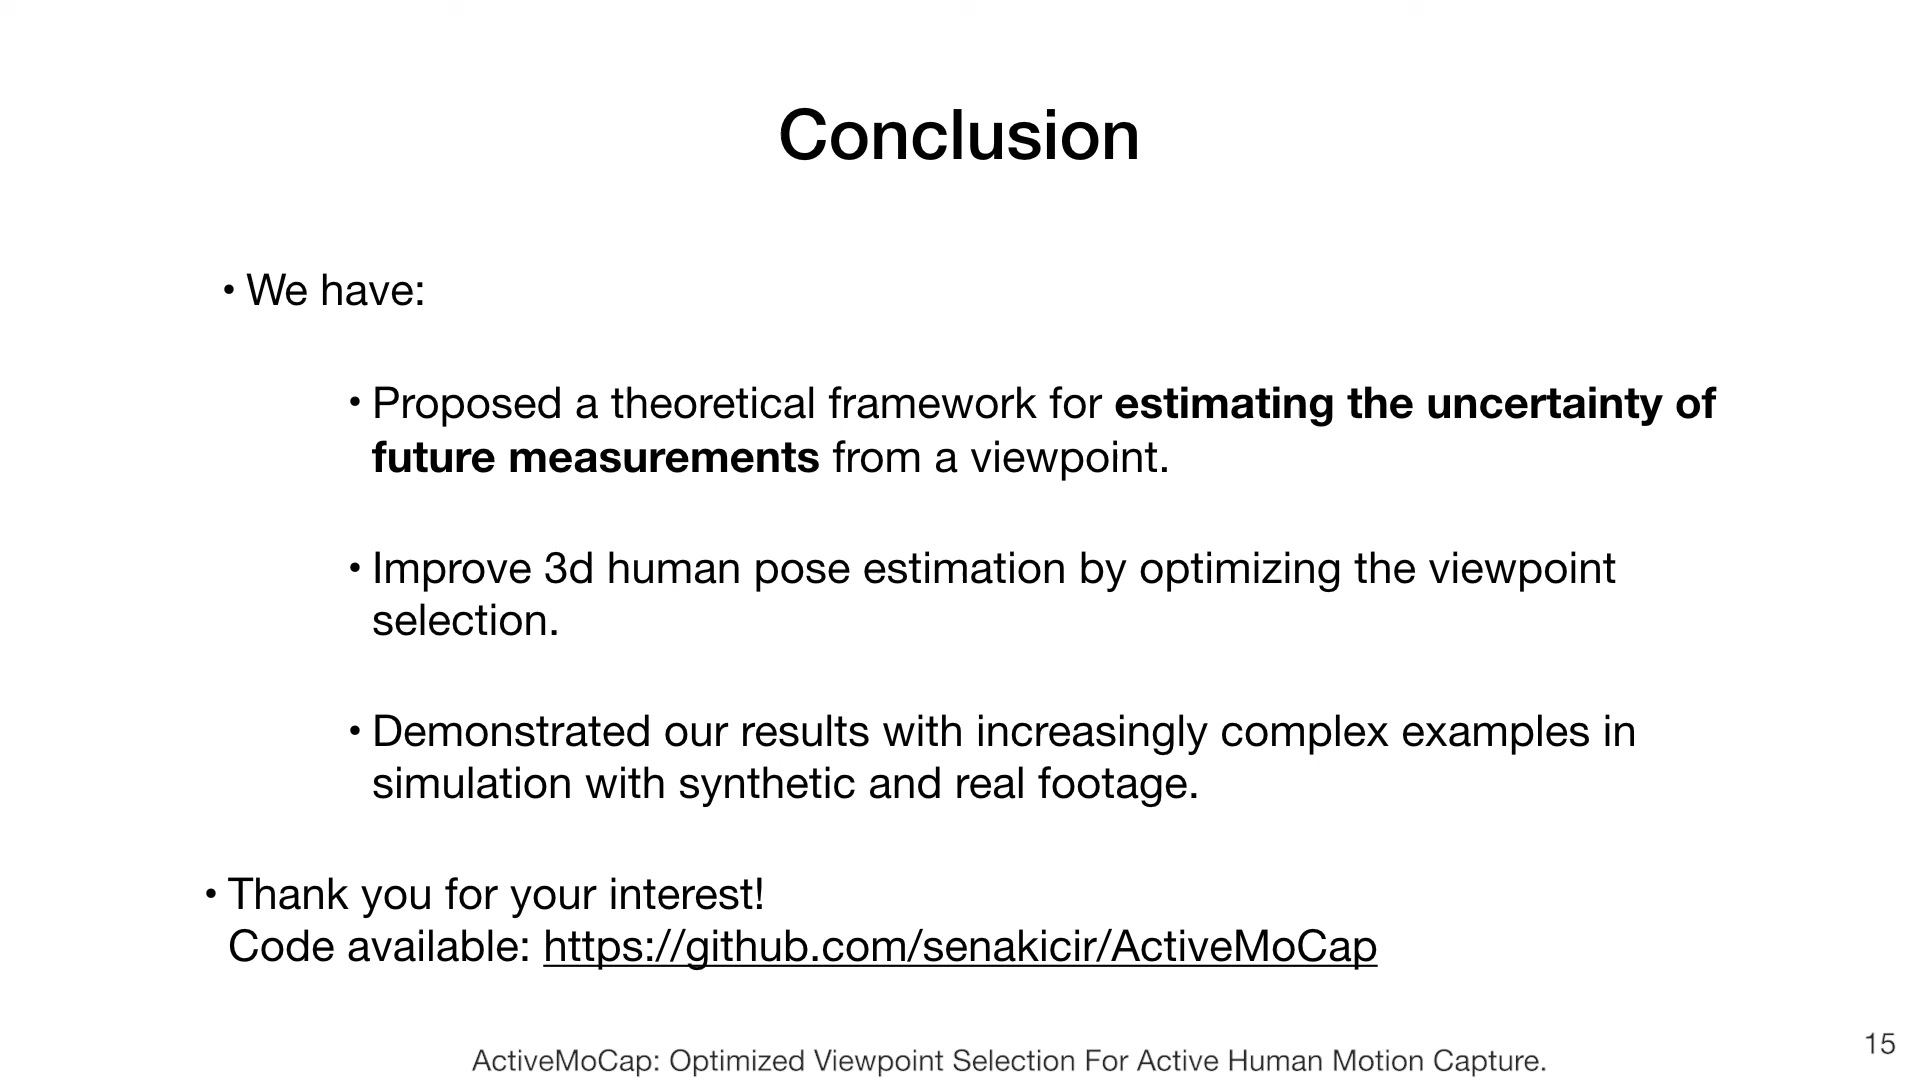 Conclusion
• We have:
• Proposed a theoretical framework for estimating the uncertainty of
future measurements from a viewpoint.
• Improve 3d human pose estimation by optimizing the viewpoint
selection.
• Demonstrated our results with increasingly complex examples in
simulation with synthetic and real footage.
• Thank you for your interest!
Code available: https://github.com/senakicir/ActiveMoCap
ActiveMoCap: Optimized Viewpoint Selection For Active Human Motion Capture.
15